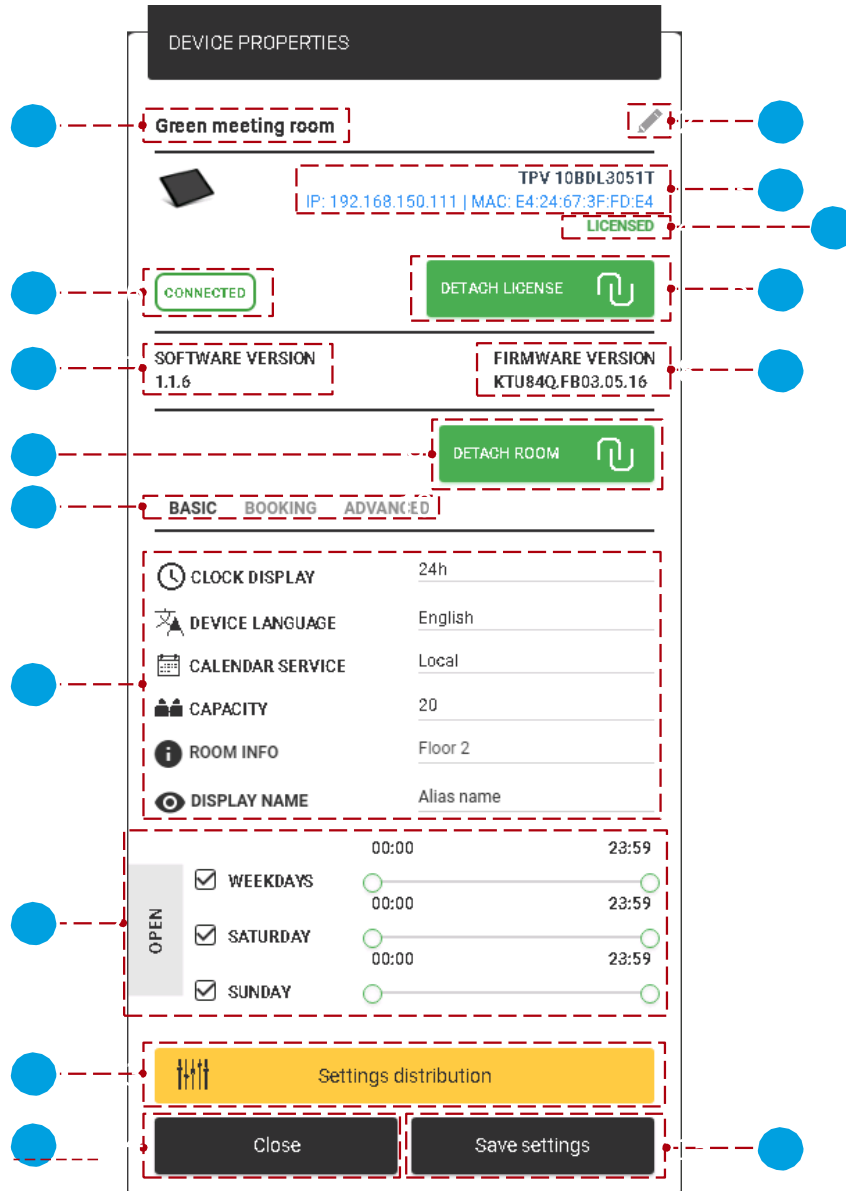 DEVICE PROPERTIES
Green meeting room
TPV 10BDL3051T
IP: 192.168.150.111 | MAC: E4:24:67:3F:FD:E4
LICENSED
CONNECTED
DETACH LICENSE
SOFTWARE VERSION
1.1.6
FIRMWARE VERSION
KTU84Q.FB03.05.16
DETACH ROOM
BASIC BOOKING ADVANCED
CLOCK DISPLAY 24h
DEVICE LANGUAGE English
CALENDAR SERVICE Local
CAPACITY 20
ROOM INFO Floor 2
DISPLAY NAME Alias name
OPEN
00:00 23:59
WEEKDAYS
00:00 23:59
SATURDAY
00:00 23:59
SUNDAY
Settings distribution
Close Save settings